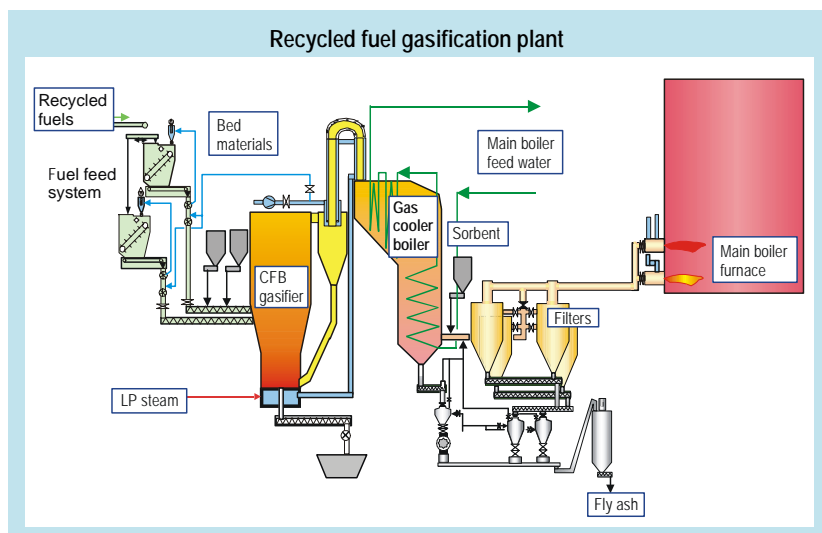 Recycled fuel gasification plant
Recycled
fuels
Bed
materials
Fuel feed
system
Main boiler
feed water
Gas
cooler
boiler
Sorbent
CFB
gasifier
Main boiler
furnace
Filters
LP steam
Fly ash